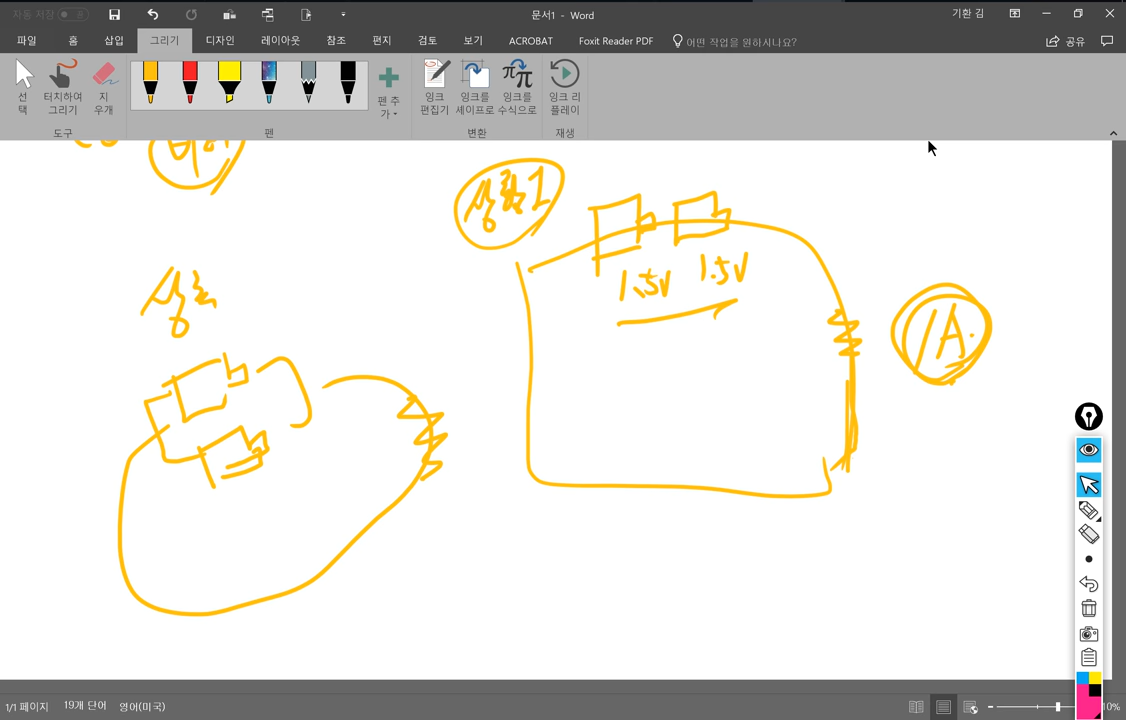 자동 저장
문서1 - Word
기환 김
파일 홈 삽입 그리기 디자인 레이아웃 참조 편지 검토 보기 ACROBAT Foxit Reader PDF 어떤 작업을 원하시나요? 공유
선택
터치하여 그리기
지우개
펜 추가
잉크 편집기
잉크를 셰이프로
잉크를 수식으로
잉크 리플레이
도구 펜 변환 재생
상황1
1.5V 1.5V
1A.
1/1 페이지 19개 단어 영어(미국)